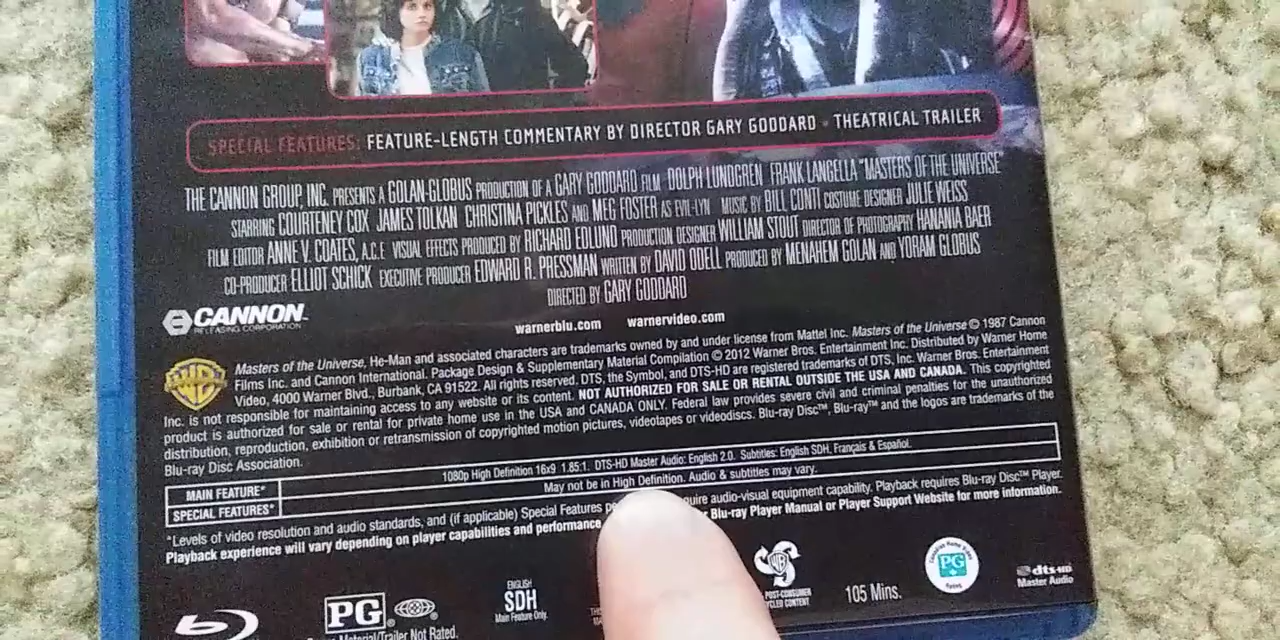 SPECIAL FEATURES: FEATURE-LENGTH COMMENTARY BY DIRECTOR GARY GODDARD • THEATRICAL TRAILER
THE CANNON GROUP, INC. PRESENTS A GOLAN-GLOBUS PRODUCTION OF A GARY GODDARD FILM DOLPH LUNDGREN FRANK LANGELLA "MASTERS OF THE UNIVERSE"
STARRING COURTENEY COX JAMES TOLKAN CHRISTINA PICKLES AND MEG FOSTER AS EVIL-LYN MUSIC BY BILL CONTI COSTUME DESIGNER JULIE WEISS
FILM EDITOR ANNE V. COATES, A.C.E VISUAL EFFECTS PRODUCED BY RICHARD EDLUND PRODUCTION DESIGNER WILLIAM STOUT DIRECTOR OF PHOTOGRAPHY HANANIA BAER
CO-PRODUCER ELLIOT SCHICK EXECUTIVE PRODUCER EDWARD R. PRESSMAN WRITTEN BY DAVID ODELL PRODUCED BY MENAHEM GOLAN AND YORAM GLOBUS
DIRECTED BY GARY GODDARD
CANNON
RELEASING CORPORATION
warnerblu.com warnervideo.com
WB
Masters of the Universe, He-Man and associated characters are trademarks owned by and under license from Mattel Inc. Masters of the Universe © 1987 Cannon
Films Inc. and Cannon International. Package Design & Supplementary Material Compilation © 2012 Warner Bros. Entertainment Inc. Distributed by Warner Home
Video, 4000 Warner Blvd., Burbank, CA 91522. All rights reserved. DTS, the Symbol, and DTS-HD are registered trademarks of DTS, Inc. Warner Bros. Entertainment
Inc. is not responsible for maintaining access to any website or its content. NOT AUTHORIZED FOR SALE OR RENTAL OUTSIDE THE USA AND CANADA. This copyrighted
product is authorized for sale or rental for private home use in the USA and CANADA ONLY. Federal law provides severe civil and criminal penalties for the unauthorized
distribution, reproduction, exhibition or retransmission of copyrighted motion pictures, videotapes or videodiscs. Blu-ray Disc™, Blu-ray™ and the logos are trademarks of the
Blu-ray Disc Association.
MAIN FEATURE* 1080p High Definition 16x9 1.85:1. DTS-HD Master Audio: English 2.0. Subtitles: English SDH, Français & Español.
SPECIAL FEATURES* May not be in High Definition. Audio & subtitles may vary.
*Levels of video resolution and audio standards, and (if applicable) Special Features audio-visual equipment capability. Playback requires Blu-ray Disc™ Player.
Playback experience will vary depending on player capabilities and performance Blu-ray Player Manual or Player Support Website for more information.
PG
Material/Trailer Not Rated.
ENGLISH
SDH
Main Feature Only.
WB
POST-CONSUMER
CONTENT
105 Mins.
PG
dts-HD
Master Audio